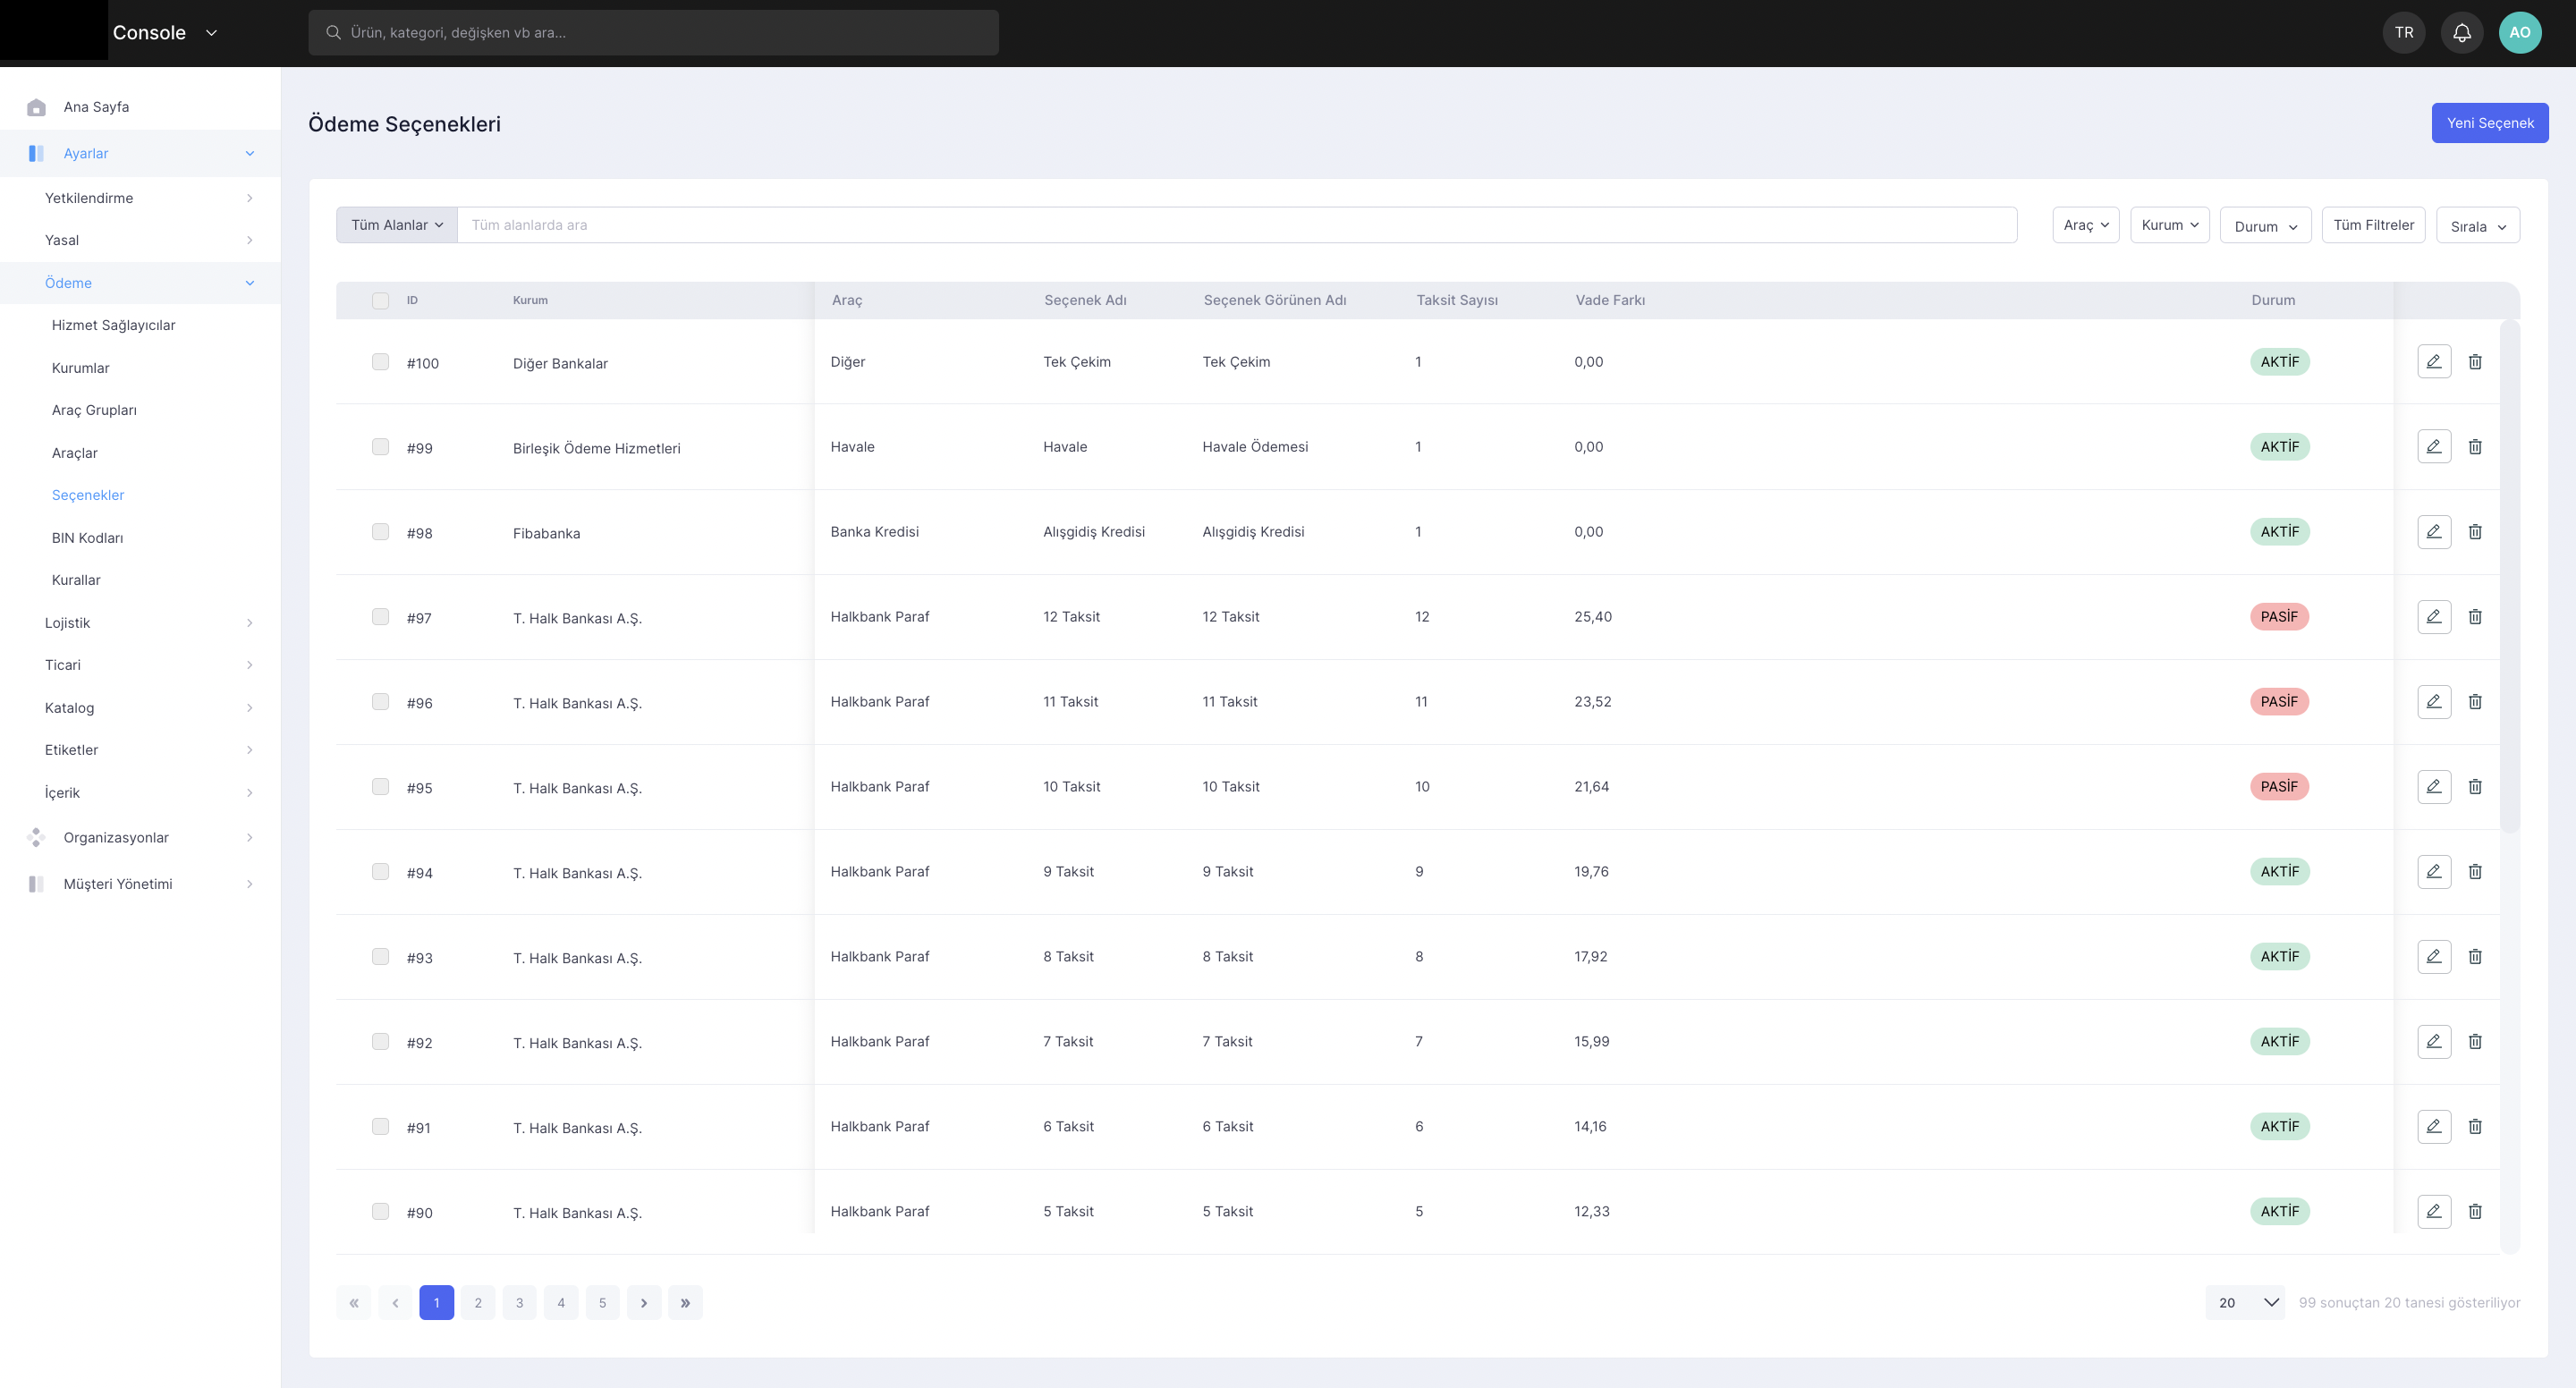 Console
Ürün, kategori, değişken vb ara...
TR
AO
Ana Sayfa
Ayarlar
Yetkilendirme
Yasal
Ödeme
Hizmet Sağlayıcılar
Kurumlar
Araç Grupları
Araçlar
Seçenekler
BIN Kodları
Kurallar
Lojistik
Ticari
Katalog
Etiketler
İçerik
Organizasyonlar
Müşteri Yönetimi
Ödeme Seçenekleri
Yeni Seçenek
Tüm Alanlar Tüm alanlarda ara Araç Kurum Durum Tüm Filtreler Sırala
ID Kurum Araç Seçenek Adı Seçenek Görünen Adı Taksit Sayısı Vade Farkı Durum
#100 Diğer Bankalar Diğer Tek Çekim Tek Çekim 1 0,00 AKTİF
#99 Birleşik Ödeme Hizmetleri Havale Havale Havale Ödemesi 1 0,00 AKTİF
#98 Fibabanka Banka Kredisi Alışgidiş Kredisi Alışgidiş Kredisi 1 0,00 AKTİF
#97 T. Halk Bankası A.Ş. Halkbank Paraf 12 Taksit 12 Taksit 12 25,40 PASİF
#96 T. Halk Bankası A.Ş. Halkbank Paraf 11 Taksit 11 Taksit 11 23,52 PASİF
#95 T. Halk Bankası A.Ş. Halkbank Paraf 10 Taksit 10 Taksit 10 21,64 PASİF
#94 T. Halk Bankası A.Ş. Halkbank Paraf 9 Taksit 9 Taksit 9 19,76 AKTİF
#93 T. Halk Bankası A.Ş. Halkbank Paraf 8 Taksit 8 Taksit 8 17,92 AKTİF
#92 T. Halk Bankası A.Ş. Halkbank Paraf 7 Taksit 7 Taksit 7 15,99 AKTİF
#91 T. Halk Bankası A.Ş. Halkbank Paraf 6 Taksit 6 Taksit 6 14,16 AKTİF
#90 T. Halk Bankası A.Ş. Halkbank Paraf 5 Taksit 5 Taksit 5 12,33 AKTİF
« ‹ 1 2 3 4 5 › »
20 99 sonuçtan 20 tanesi gösteriliyor